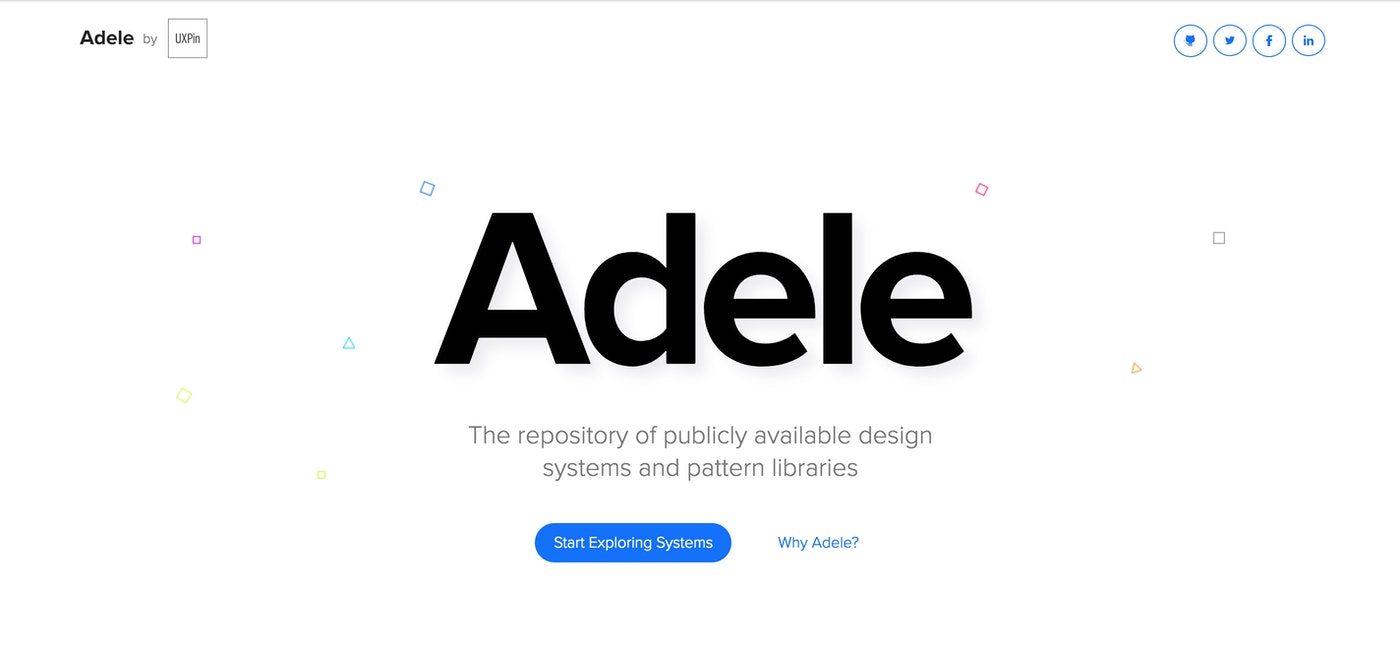 Adele by UXPin
Adele
The repository of publicly available design
systems and pattern libraries
Start Exploring Systems Why Adele?